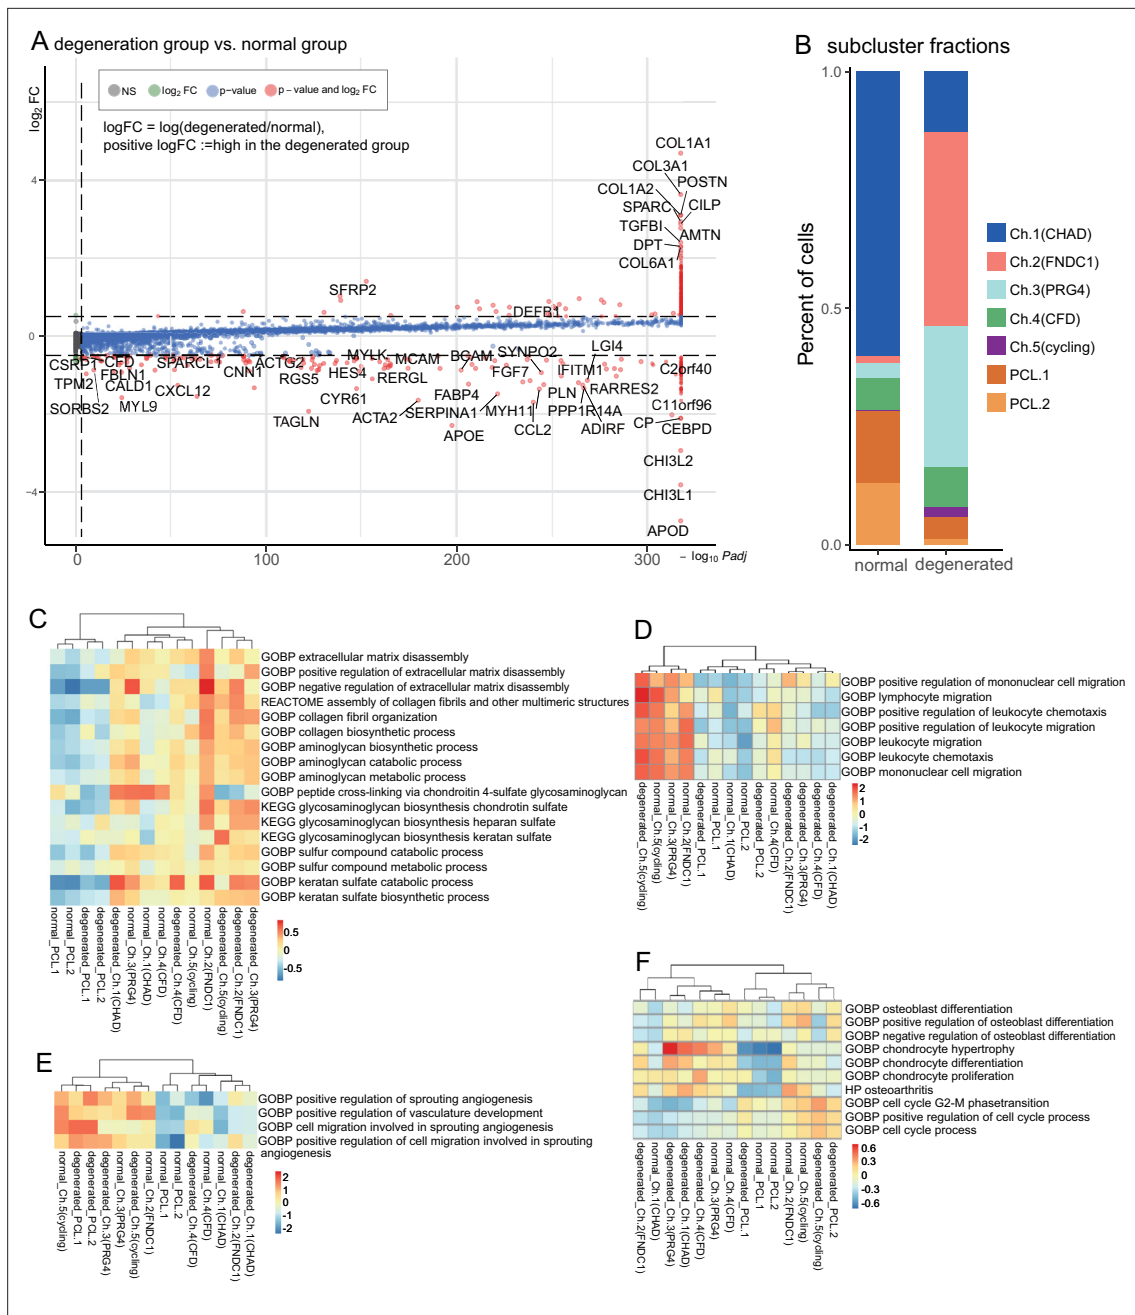 A degeneration group vs. normal group
NS log2 FC p-value p - value and log2 FC
logFC = log(degenerated/normal),
positive logFC :=high in the degenerated group
log2 FC
4
0
−4
COL1A1
COL3A1
POSTN
COL1A2
SPARC CILP
TGFBI
AMTN
DPT
COL6A1
SFRP2
DEFB1
LGI4
CSRP1 CFD SPARCL1 ACTG2 MYLK MCAM BCAM SYNPO2
TPM2 FBLN1 CNN1 RGS5 HES4 RERGL FGF7 IFITM1 C2orf40
CALD1 CXCL12 CYR61 FABP4 PLN RARRES2
SORBS2 MYL9 TAGLN ACTA2 SERPINA1 MYH11 PPP1R14A C11orf96
APOE CCL2 ADIRF CP CEBPD
CHI3L2
CHI3L1
APOD
0 100 200 300 − log10 Padj
B subcluster fractions
Percent of cells
1.0
0.5
0.0
normal degenerated
Ch.1(CHAD)
Ch.2(FNDC1)
Ch.3(PRG4)
Ch.4(CFD)
Ch.5(cycling)
PCL.1
PCL.2
C
GOBP extracellular matrix disassembly
GOBP positive regulation of extracellular matrix disassembly
GOBP negative regulation of extracellular matrix disassembly
REACTOME assembly of collagen fibrils and other multimeric structures
GOBP collagen fibril organization
GOBP collagen biosynthetic process
GOBP aminoglycan biosynthetic process
GOBP aminoglycan catabolic process
GOBP aminoglycan metabolic process
GOBP peptide cross-linking via chondroitin 4-sulfate glycosaminoglycan
KEGG glycosaminoglycan biosynthesis chondrotin sulfate
KEGG glycosaminoglycan biosynthesis heparan sulfate
KEGG glycosaminoglycan biosynthesis keratan sulfate
GOBP sulfur compound catabolic process
GOBP sulfur compound metabolic process
GOBP keratan sulfate catabolic process
GOBP keratan sulfate biosynthetic process
normal_PCL.1
normal_PCL.2
degenerated_PCL.1
degenerated_PCL.2
degenerated_Ch.1(CHAD)
normal_Ch.3(PRG4)
normal_Ch.1(CHAD)
normal_Ch.4(CFD)
degenerated_Ch.4(CFD)
normal_Ch.5(cycling)
normal_Ch.2(FNDC1)
degenerated_Ch.5(cycling)
degenerated_Ch.2(FNDC1)
degenerated_Ch.3(PRG4)
0.5
0
-0.5
D
GOBP positive regulation of mononuclear cell migration
GOBP lymphocyte migration
GOBP positive regulation of leukocyte chemotaxis
GOBP positive regulation of leukocyte migration
GOBP leukocyte migration
GOBP leukocyte chemotaxis
GOBP mononuclear cell migration
degenerated_Ch.5(cycling)
normal_Ch.5(cycling)
normal_Ch.3(PRG4)
normal_Ch.2(FNDC1)
degenerated_PCL.1
normal_PCL.1
normal_Ch.1(CHAD)
normal_PCL.2
degenerated_PCL.2
normal_Ch.4(CFD)
degenerated_Ch.2(FNDC1)
degenerated_Ch.3(PRG4)
degenerated_Ch.4(CFD)
degenerated_Ch.1(CHAD)
2
1
0
-1
-2
E
GOBP positive regulation of sprouting angiogenesis
GOBP positive regulation of vasculature development
GOBP cell migration involved in sprouting angiogenesis
GOBP positive regulation of cell migration involved in sprouting
angiogenesis
normal_Ch.5(cycling)
degenerated_PCL.1
degenerated_PCL.2
degenerated_Ch.3(PRG4)
normal_Ch.3(PRG4)
degenerated_Ch.5(cycling)
normal_Ch.2(FNDC1)
normal_PCL.1
normal_PCL.2
degenerated_Ch.4(CFD)
normal_Ch.4(CFD)
normal_Ch.1(CHAD)
degenerated_Ch.2(FNDC1)
degenerated_Ch.1(CHAD)
2
1
0
-1
-2
F
GOBP osteoblast differentiation
GOBP positive regulation of osteoblast differentiation
GOBP negative regulation of osteoblast differentiation
GOBP chondrocyte hypertrophy
GOBP chondrocyte differentiation
GOBP chondrocyte proliferation
HP osteoarthritis
GOBP cell cycle G2-M phasetransition
GOBP positive regulation of cell cycle process
GOBP cell cycle process
degenerated_Ch.2(FNDC1)
normal_Ch.1(CHAD)
degenerated_Ch.3(PRG4)
degenerated_Ch.1(CHAD)
degenerated_Ch.4(CFD)
normal_Ch.3(PRG4)
normal_Ch.4(CFD)
degenerated_PCL.1
normal_PCL.1
normal_PCL.2
normal_Ch.2(FNDC1)
normal_Ch.5(cycling)
degenerated_Ch.5(cycling)
degenerated_PCL.2
0.6
0.3
0
-0.3
-0.6